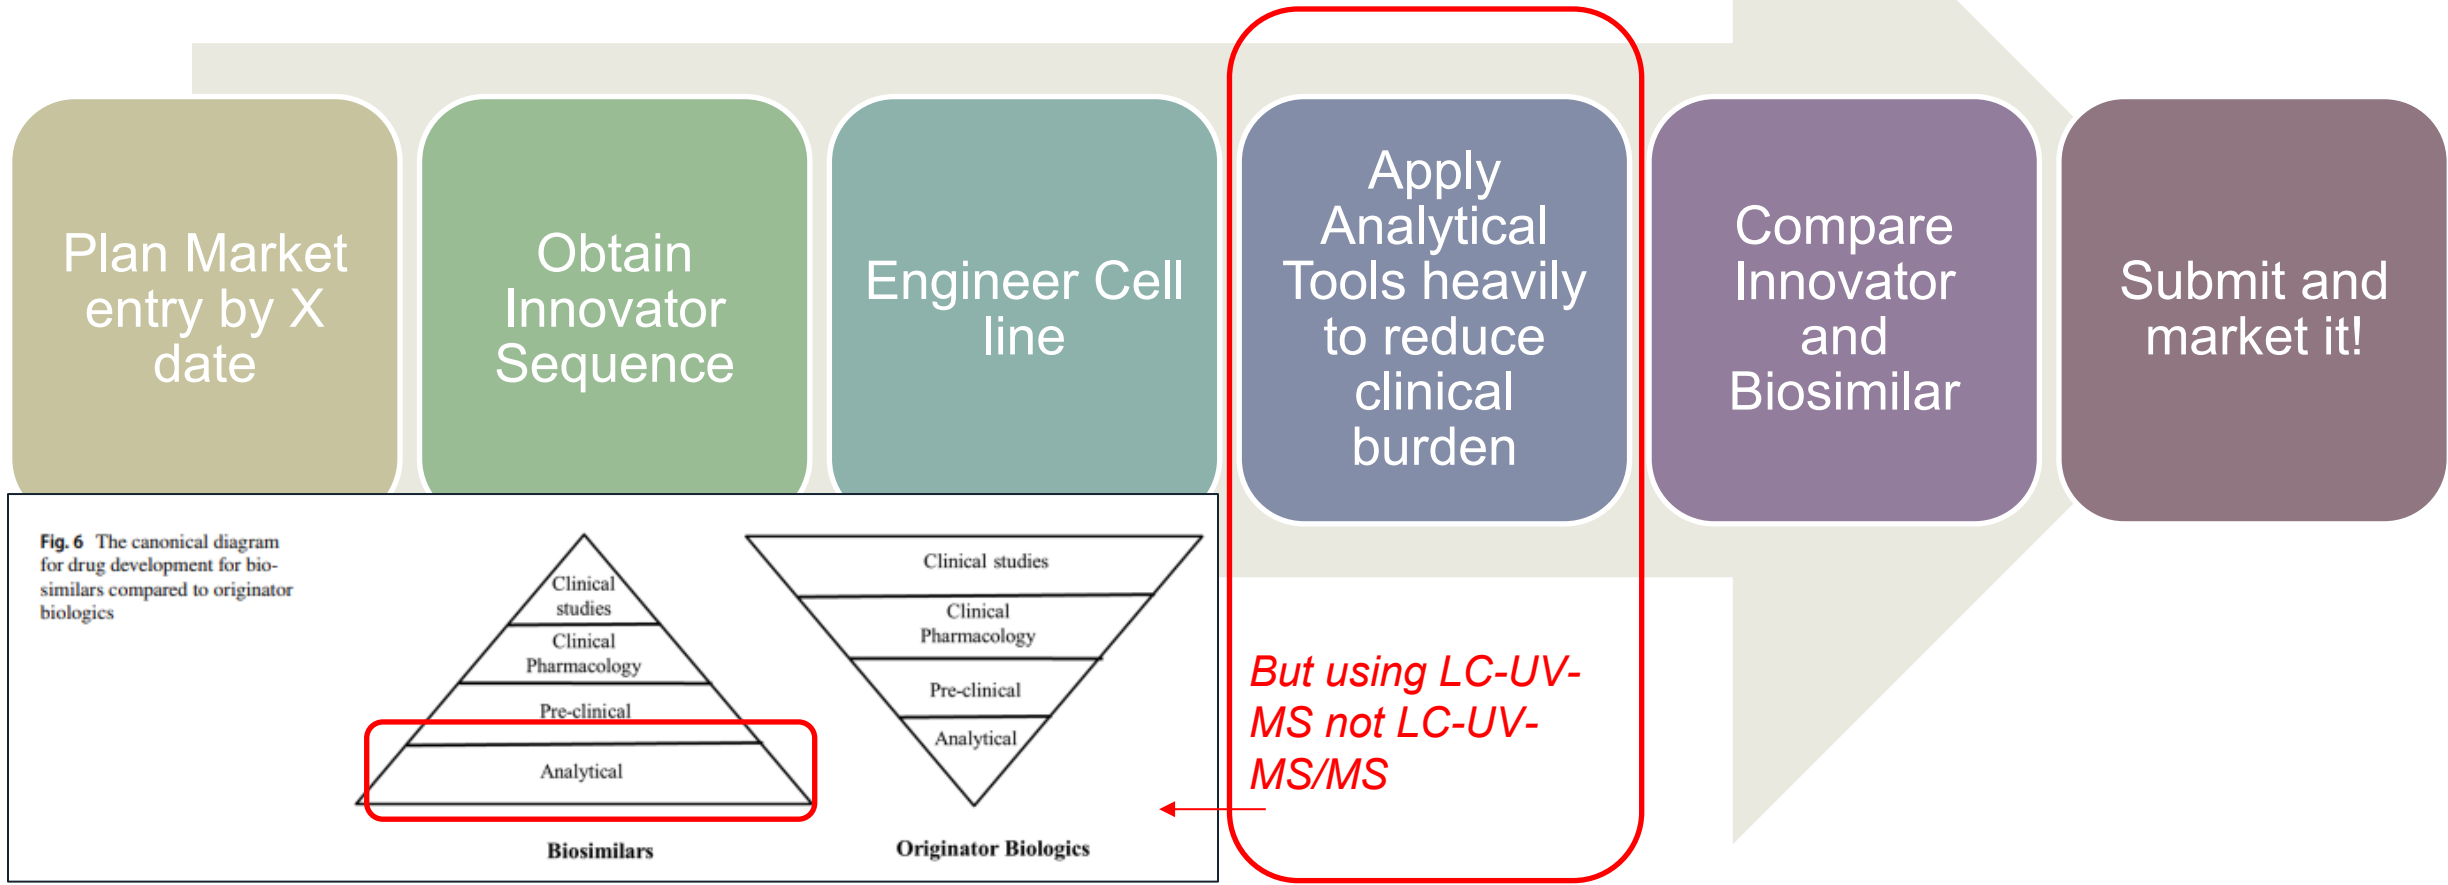 Plan Market
entry by X
date
Obtain
Innovator
Sequence
Engineer Cell
line
Apply
Analytical
Tools heavily
to reduce
clinical
burden
Compare
Innovator
and
Biosimilar
Submit and
market it!
Fig. 6 The canonical diagram
for drug development for bio-
similars compared to originator
biologics
Clinical
studies
Clinical
Pharmacology
Pre-clinical
Analytical
Biosimilars
Clinical studies
Clinical
Pharmacology
Pre-clinical
Analytical
Originator Biologics
But using LC-UV-
MS not LC-UV-
MS/MS